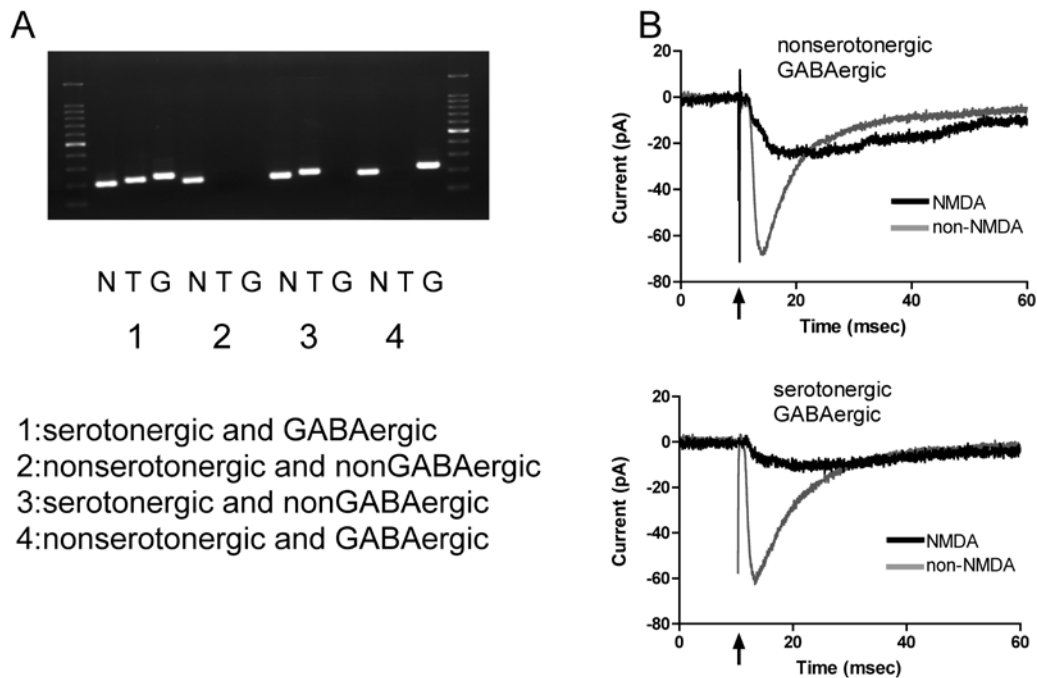 A
N T G N T G N T G N T G
1 2 3 4
1:serotonergic and GABAergic
2:nonserotonergic and nonGABAergic
3:serotonergic and nonGABAergic
4:nonserotonergic and GABAergic
B
nonserotonergic
GABAergic
20
0
-20
-40
-60
-80
Current (pA)
NMDA
non-NMDA
0 20 40 60
Time (msec)
serotonergic
GABAergic
20
0
-20
-40
-60
-80
Current (pA)
NMDA
non-NMDA
0 20 40 60
Time (msec)